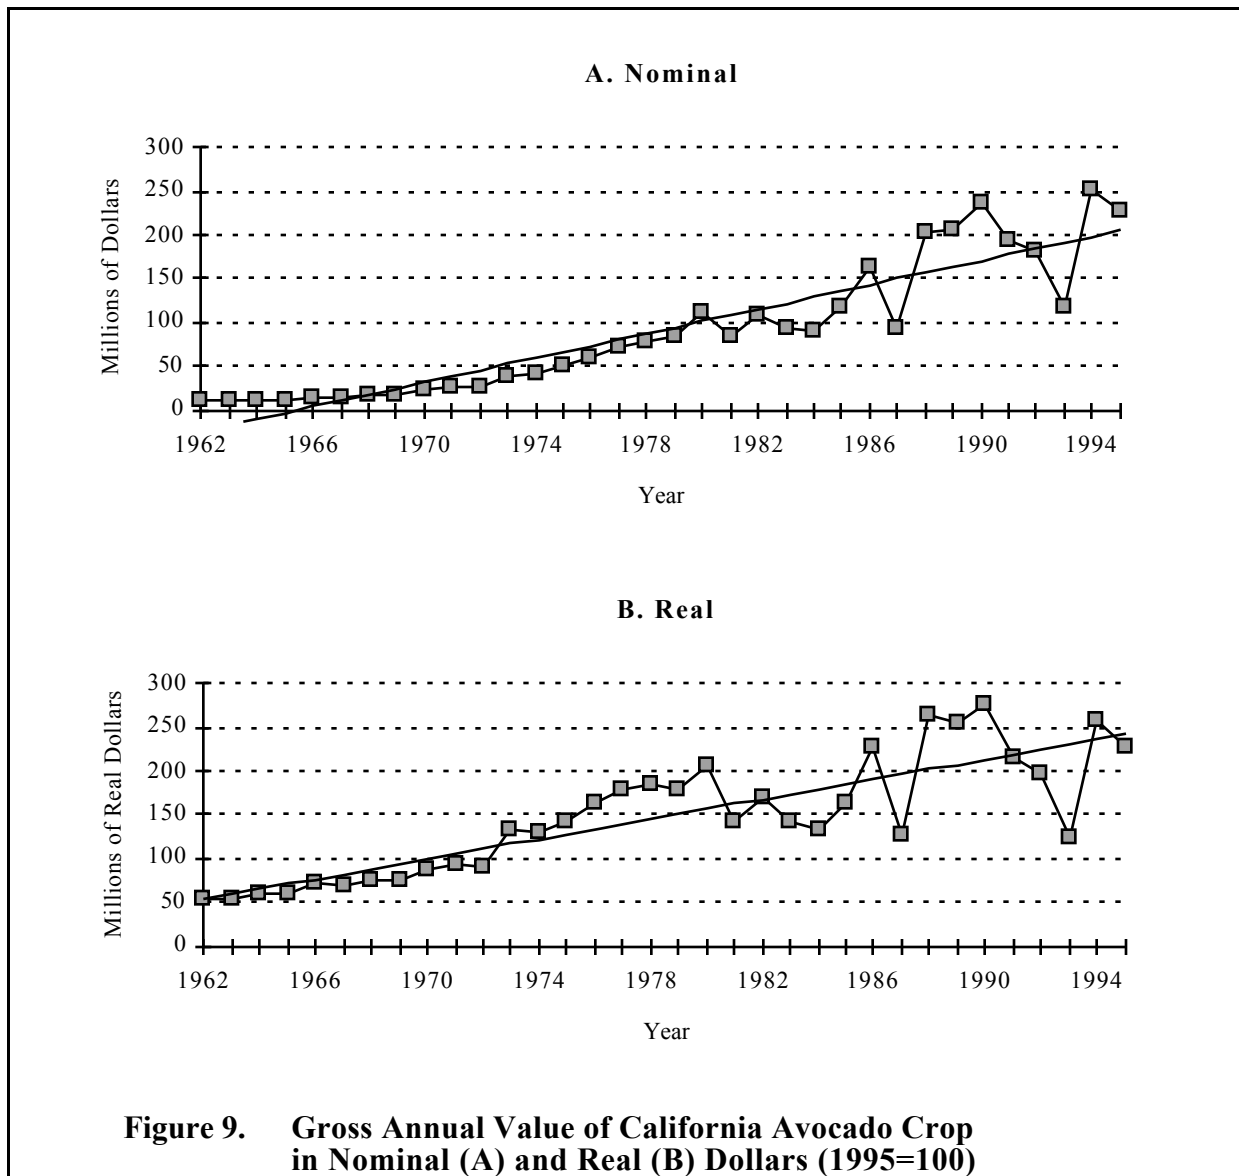 A. Nominal
Millions of Dollars
300
250
200
150
100
50
0
1962 1966 1970 1974 1978 1982 1986 1990 1994
Year
B. Real
Millions of Real Dollars
300
250
200
150
100
50
0
1962 1966 1970 1974 1978 1982 1986 1990 1994
Year
Figure 9. Gross Annual Value of California Avocado Crop
in Nominal (A) and Real (B) Dollars (1995=100)